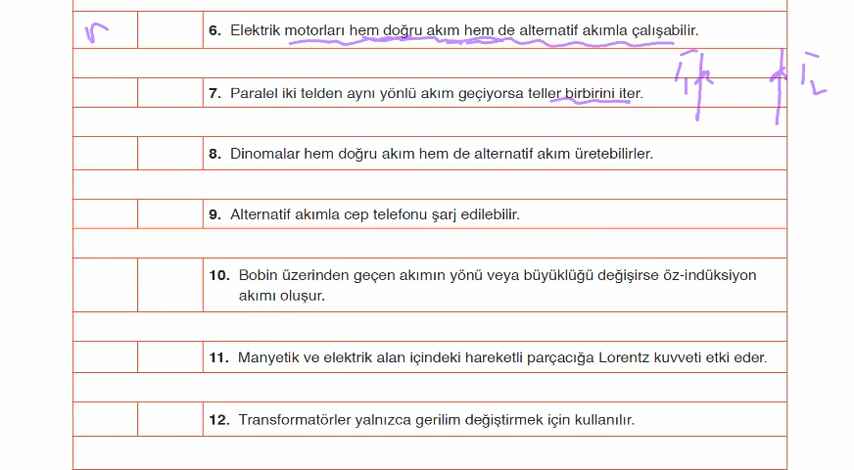 6. Elektrik motorları hem doğru akım hem de alternatif akımla çalışabilir.
I₁ I₂
7. Paralel iki telden aynı yönlü akım geçiyorsa teller birbirini iter.
8. Dinomalar hem doğru akım hem de alternatif akım üretebilirler.
9. Alternatif akımla cep telefonu şarj edilebilir.
10. Bobin üzerinden geçen akımın yönü veya büyüklüğü değişirse öz-indüksiyon
akımı oluşur.
11. Manyetik ve elektrik alan içindeki hareketli parçacığa Lorentz kuvveti etki eder.
12. Transformatörler yalnızca gerilim değiştirmek için kullanılır.